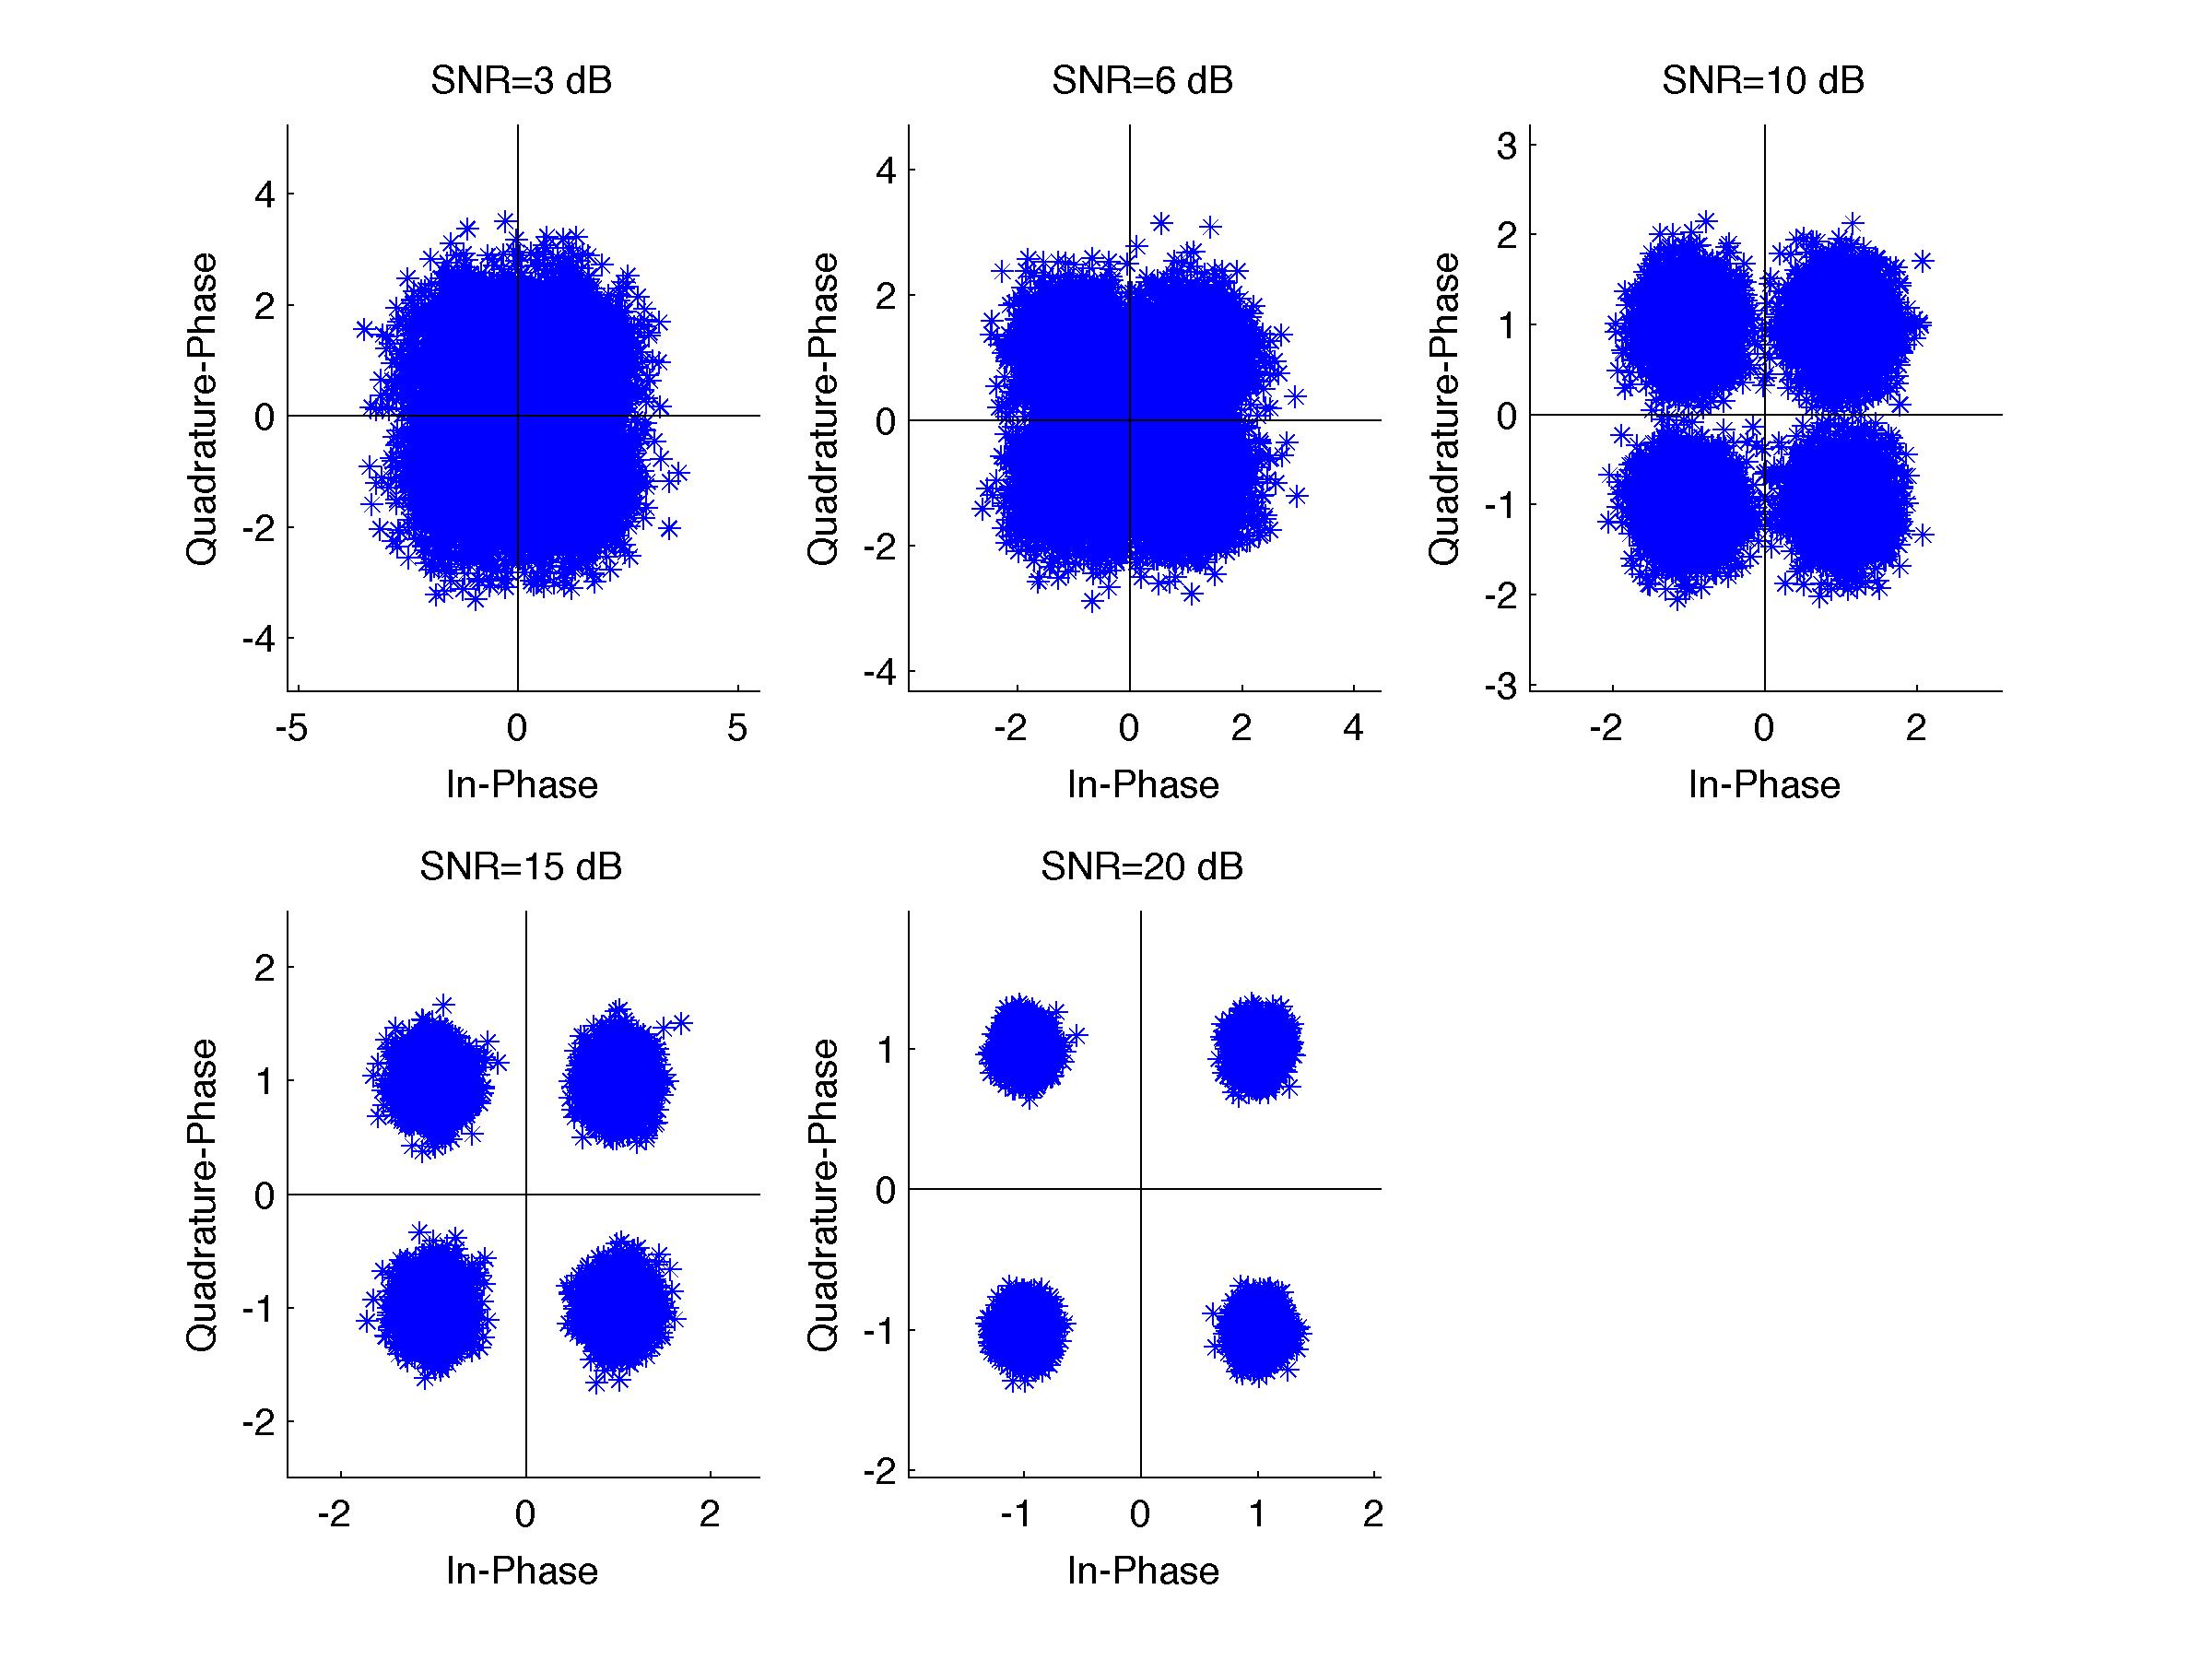 SNR=3 dB
4
2
0
-2
-4
Quadrature-Phase
-5 0 5
In-Phase
SNR=6 dB
4
2
0
-2
-4
Quadrature-Phase
-2 0 2 4
In-Phase
SNR=10 dB
3
2
1
0
-1
-2
-3
Quadrature-Phase
-2 0 2
In-Phase
SNR=15 dB
2
1
0
-1
-2
Quadrature-Phase
-2 0 2
In-Phase
SNR=20 dB
1
0
-1
-2
Quadrature-Phase
-1 0 1 2
In-Phase